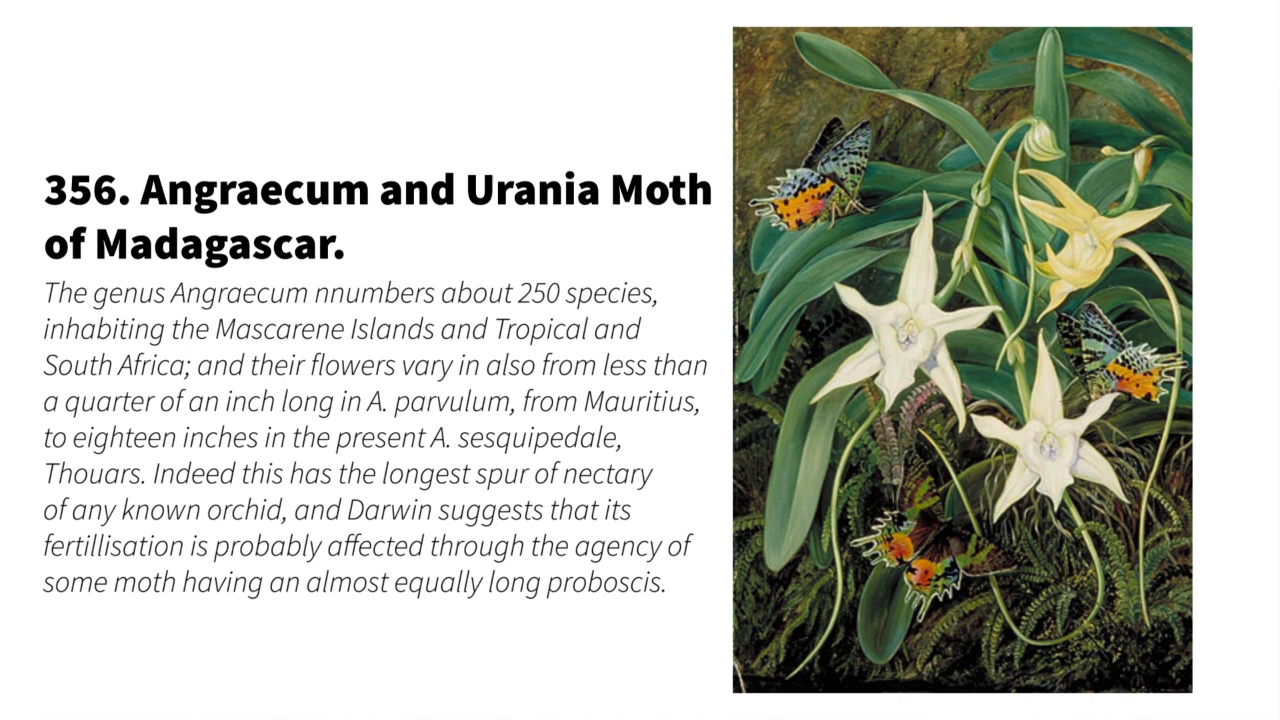 356. Angraecum and Urania Moth
of Madagascar.
The genus Angraecum nnumbers about 250 species,
inhabiting the Mascarene Islands and Tropical and
South Africa; and their flowers vary in also from less than
a quarter of an inch long in A. parvulum, from Mauritius,
to eighteen inches in the present A. sesquipedale,
Thouars. Indeed this has the longest spur of nectary
of any known orchid, and Darwin suggests that its
fertillisation is probably affected through the agency of
some moth having an almost equally long proboscis.